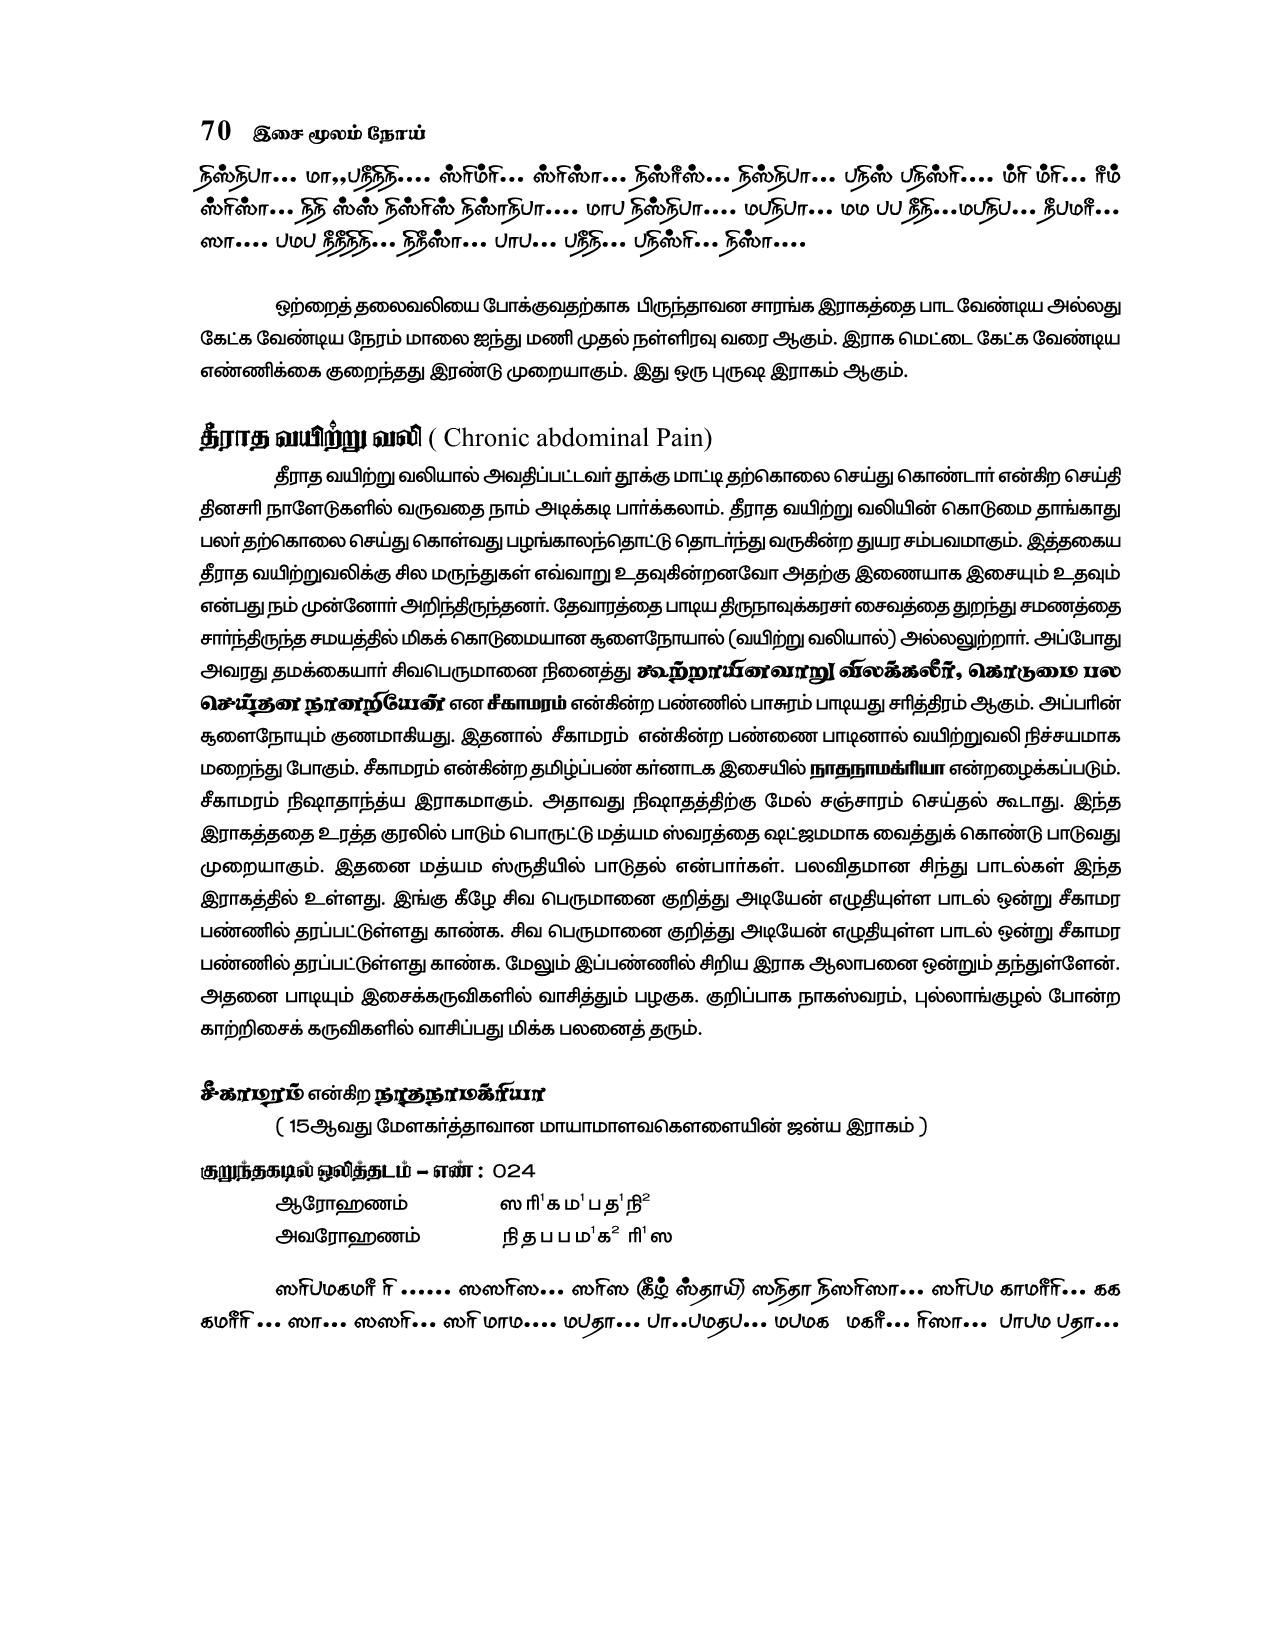 70 இசை மூலம் நோய்
நி்ஸ்நி்பா... மா,,பநீ்நி்நி்.... ஸ்ரி்ம்ரி்... ஸ்ரி்ஸா்... நி்ஸ்ரீ்ஸ்... நி்ஸ்நி்பா... பநி்ஸ் பநி்ஸ்ரி்.... ம்ரி் ம்ரி்... ரீ்ம்
ஸ்ரி்ஸா்... நி்நி் ஸ்ஸ் நி்ஸ்ரி்ஸ் நி்ஸா்நி்பா.... மாப நி்ஸ்நி்பா.... மபநி்பா... மம பப நீ்நி்...மபநி்ப... நீ்பமரீ...
ஸா.... பமப நீ்நீ்நி்நி்... நி்நீ்ஸா்... பாப... பநீ்நி்... பநி்ஸ்ரி்... நி்ஸா்....
ஒற்றைத் தலைவலியை போக்குவதற்காக பிருந்தாவன சாரங்க இராகத்தை பாட வேண்டிய அல்லது
கேட்க வேண்டிய நேரம் மாலை ஐந்து மணி முதல் நள்ளிரவு வரை ஆகும். இராக மெட்டை கேட்க வேண்டிய
எண்ணிக்கை குறைந்தது இரண்டு முறையாகும். இது ஒரு புருஷ இராகம் ஆகும்.
தீராத வயிற்று வலி ( Chronic abdominal Pain)
தீராத வயிற்று வலியால் அவதிப்பட்டவர் தூக்கு மாட்டி தற்கொலை செய்து கொண்டார் என்கிற செய்தி
தினசரி நாளேடுகளில் வருவதை நாம் அடிக்கடி பார்க்கலாம். தீராத வயிற்று வலியின் கொடுமை தாங்காது
பலர் தற்கொலை செய்து கொள்வது பழங்காலந்தொட்டு தொடர்ந்து வருகின்ற துயர சம்பவமாகும். இத்தகைய
தீராத வயிற்றுவலிக்கு சில மருந்துகள் எவ்வாறு உதவுகின்றனவோ அதற்கு இணையாக இசையும் உதவும்
என்பது நம் முன்னோர் அறிந்திருந்தனர். தேவாரத்தை பாடிய திருநாவுக்கரசர் சைவத்தை துறந்து சமணத்தை
சார்ந்திருந்த சமயத்தில் மிகக் கொடுமையான சூளைநோயால் (வயிற்று வலியால்) அல்லலுற்றார். அப்போது
அவரது தமக்கையார் சிவபெருமானை நினைத்து கூற்றாயினவாறு விலக்கலீர், கொடுமை பல
செய்தன நானறியேன் என சீகாமரம் என்கின்ற பண்ணில் பாசுரம் பாடியது சரித்திரம் ஆகும். அப்பரின்
சூளைநோயும் குணமாகியது. இதனால் சீகாமரம் என்கின்ற பண்ணை பாடினால் வயிற்றுவலி நிச்சயமாக
மறைந்து போகும். சீகாமரம் என்கின்ற தமிழ்ப்பண் கர்னாடக இசையில் நாதநாமக்ரியா என்றழைக்கப்படும்.
சீகாமரம் நிஷாதாந்த்ய இராகமாகும். அதாவது நிஷாதத்திற்கு மேல் சஞ்சாரம் செய்தல் கூடாது. இந்த
இராகத்ததை உரத்த குரலில் பாடும் பொருட்டு மத்யம ஸ்வரத்தை ஷட்ஜமமாக வைத்துக் கொண்டு பாடுவது
முறையாகும். இதனை மத்யம ஸ்ருதியில் பாடுதல் என்பார்கள். பலவிதமான சிந்து பாடல்கள் இந்த
இராகத்தில் உள்ளது. இங்கு கீழே சிவ பெருமானை குறித்து அடியேன் எழுதியுள்ள பாடல் ஒன்று சீகாமர
பண்ணில் தரப்பட்டுள்ளது காண்க. சிவ பெருமானை குறித்து அடியேன் எழுதியுள்ள பாடல் ஒன்று சீகாமர
பண்ணில் தரப்பட்டுள்ளது காண்க. மேலும் இப்பண்ணில் சிறிய இராக ஆலாபனை ஒன்றும் தந்துள்ளேன்.
அதனை பாடியும் இசைக்கருவிகளில் வாசித்தும் பழகுக. குறிப்பாக நாகஸ்வரம், புல்லாங்குழல் போன்ற
காற்றிசைக் கருவிகளில் வாசிப்பது மிக்க பலனைத் தரும்.
சீகாமரம் என்கிற நாதநாமக்ரியா
( 15ஆவது மேளகர்த்தாவான மாயாமாளவகௌளையின் ஜன்ய இராகம் )
குறுந்தகடில் ஒலித்தடம் – எண் : 024
ஆரோஹணம் ஸ ரி¹ க ம¹ ப த¹ நி²
அவரோஹணம் நி த ப ப ம¹ க² ரி¹ ஸ
ஸரிபமகமரீ ரி ...... ஸஸரிஸ... ஸரிஸ (கீழ் ஸ்தாயி) ஸநிதா நிஸரிஸா... ஸரிபம காமரீரி... கக
கமரீரி ... ஸா... ஸஸரி... ஸரி மாம.... மபதா... பா..பமதப... மபமக மகரீ... ரிஸா... பாபம பதா...